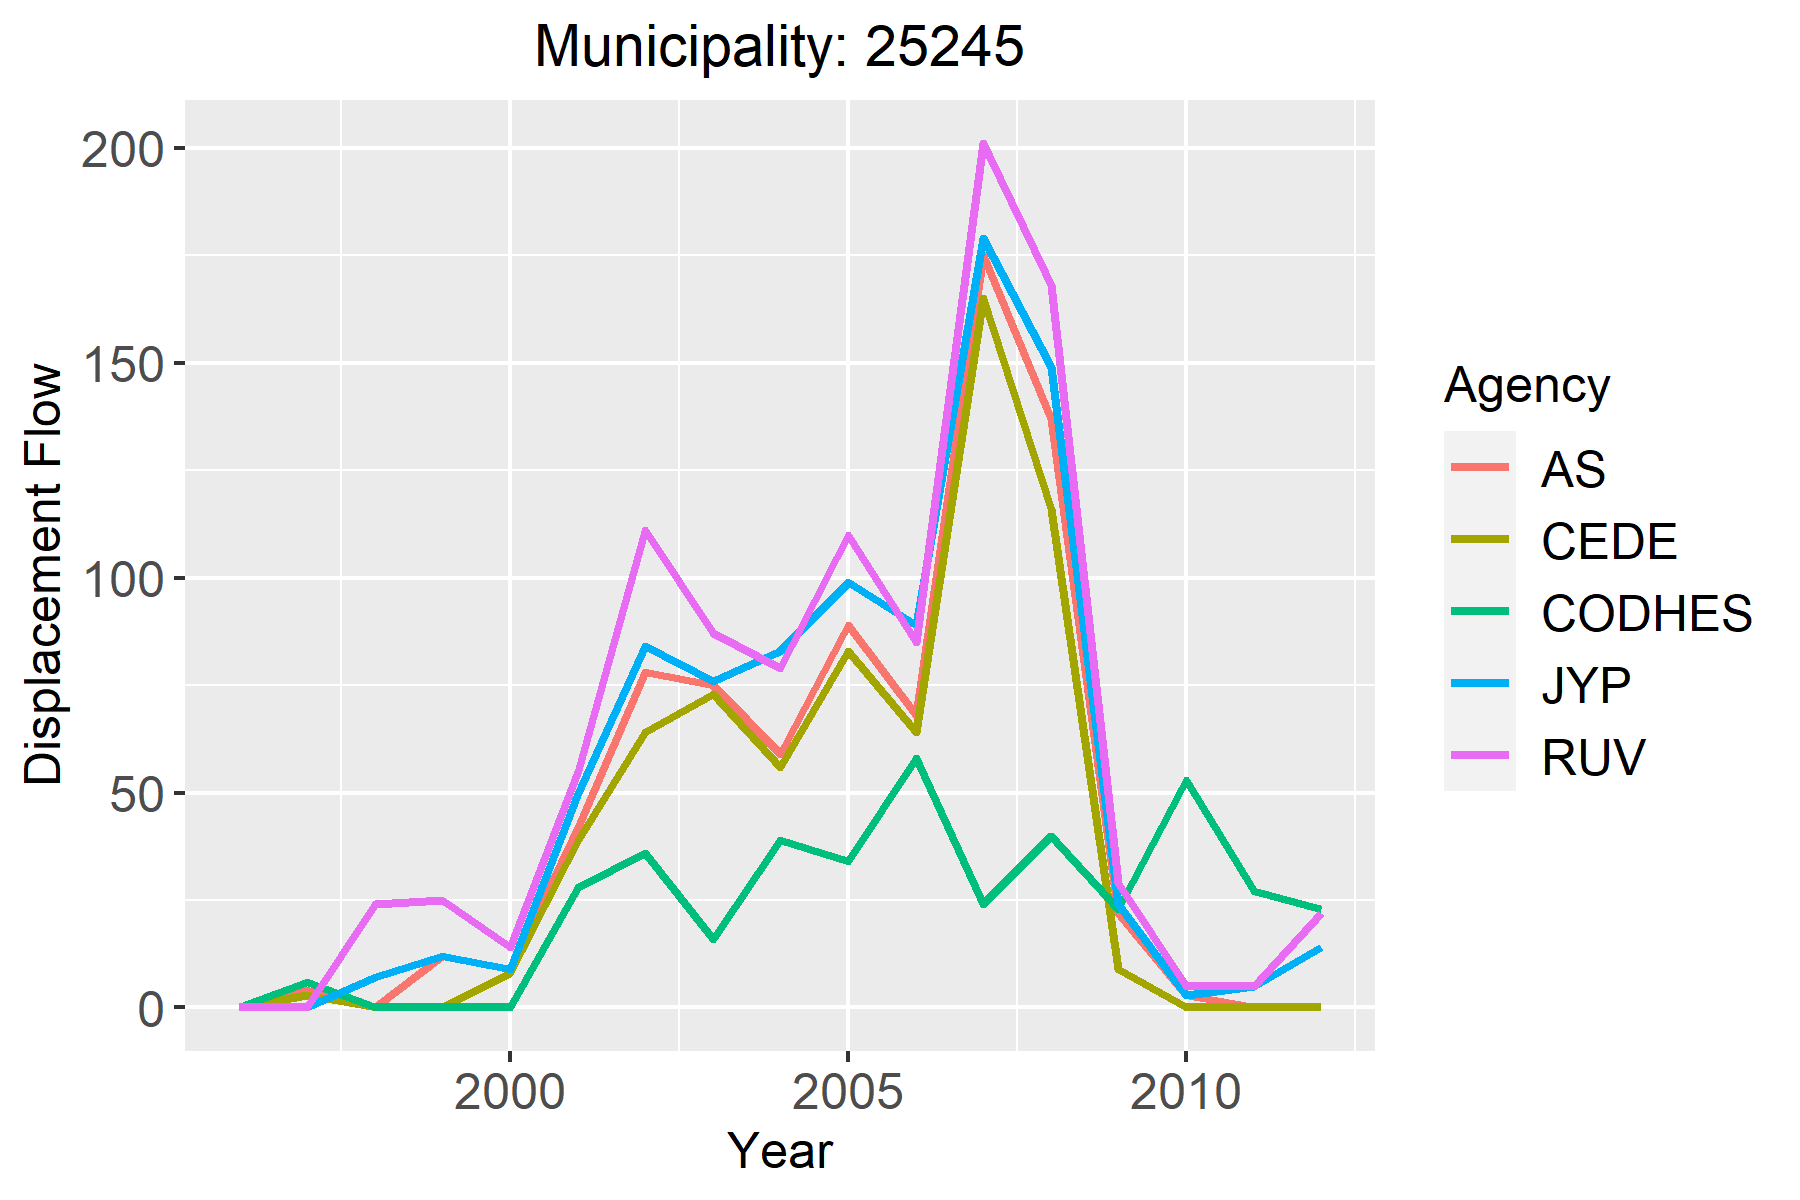 Municipality: 25245
200
150
100
50
0
Displacement Flow
2000 2005 2010
Year
Agency
AS
CEDE
CODHES
JYP
RUV